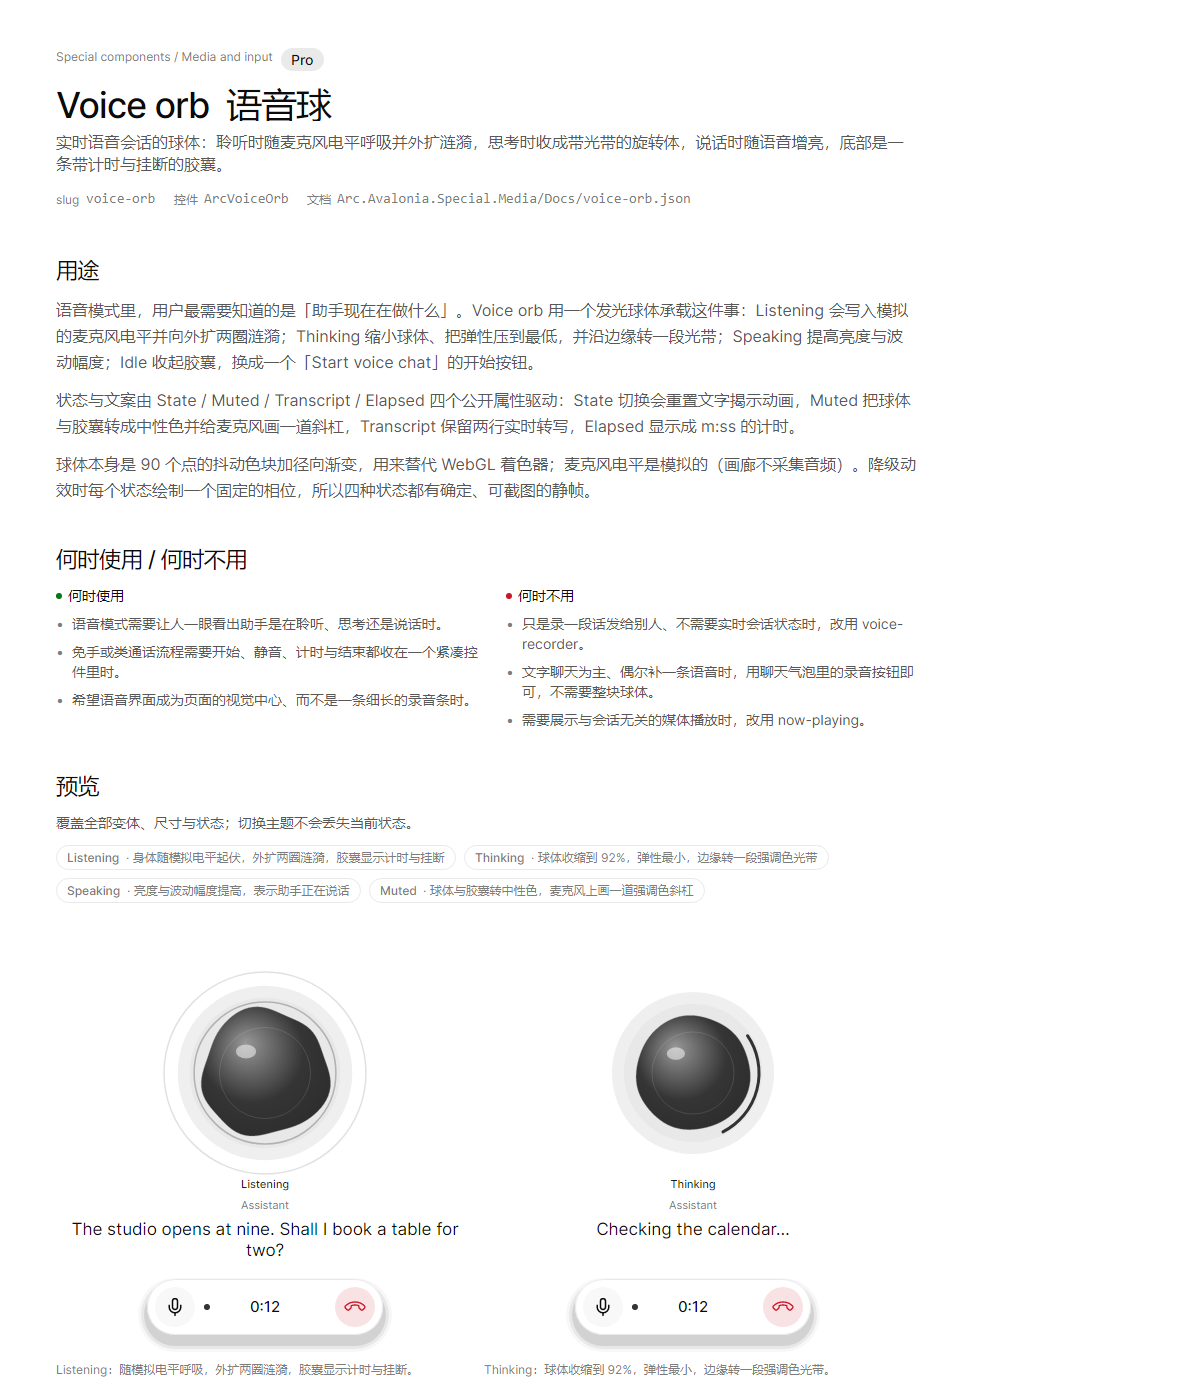 Special components / Media and input Pro
Voice orb 语音球
实时语音会话的球体：聆听时随麦克风电平呼吸并外扩涟漪，思考时收成带光带的旋转体，说话时随语音增亮，底部是一
条带计时与挂断的胶囊。
slug voice-orb 控件 ArcVoiceOrb 文档 Arc.Avalonia.Special.Media/Docs/voice-orb.json
用途
语音模式里，用户最需要知道的是「助手现在在做什么」。Voice orb 用一个发光球体承载这件事：Listening 会写入模拟
的麦克风电平并向外扩两圈涟漪；Thinking 缩小球体、把弹性压到最低，并沿边缘转一段光带；Speaking 提高亮度与波
动幅度；Idle 收起胶囊，换成一个「Start voice chat」的开始按钮。
状态与文案由 State / Muted / Transcript / Elapsed 四个公开属性驱动：State 切换会重置文字揭示动画，Muted 把球体
与胶囊转成中性色并给麦克风画一道斜杠，Transcript 保留两行实时转写，Elapsed 显示成 m:ss 的计时。
球体本身是 90 个点的抖动色块加径向渐变，用来替代 WebGL 着色器；麦克风电平是模拟的（画廊不采集音频）。降级动
效时每个状态绘制一个固定的相位，所以四种状态都有确定、可截图的静帧。
何时使用 / 何时不用
何时使用
语音模式需要让人一眼看出助手是在聆听、思考还是说话时。
免手或类通话流程需要开始、静音、计时与结束都收在一个紧凑控
件里时。
希望语音界面成为页面的视觉中心、而不是一条细长的录音条时。
何时不用
只是录一段话发给别人、不需要实时会话状态时，改用 voice-
recorder。
文字聊天为主、偶尔补一条语音时，用聊天气泡里的录音按钮即
可，不需要整块球体。
需要展示与会话无关的媒体播放时，改用 now-playing。
预览
覆盖全部变体、尺寸与状态；切换主题不会丢失当前状态。
Listening · 身体随模拟电平起伏，外扩两圈涟漪，胶囊显示计时与挂断
Thinking · 球体收缩到 92%，弹性最小，边缘转一段强调色光带
Speaking · 亮度与波动幅度提高，表示助手正在说话
Muted · 球体与胶囊转中性色，麦克风上画一道强调色斜杠
Listening
Assistant
The studio opens at nine. Shall I book a table for
two?
0:12
Listening：随模拟电平呼吸，外扩两圈涟漪，胶囊显示计时与挂断。
Thinking
Assistant
Checking the calendar…
0:12
Thinking：球体收缩到 92%，弹性最小，边缘转一段强调色光带。